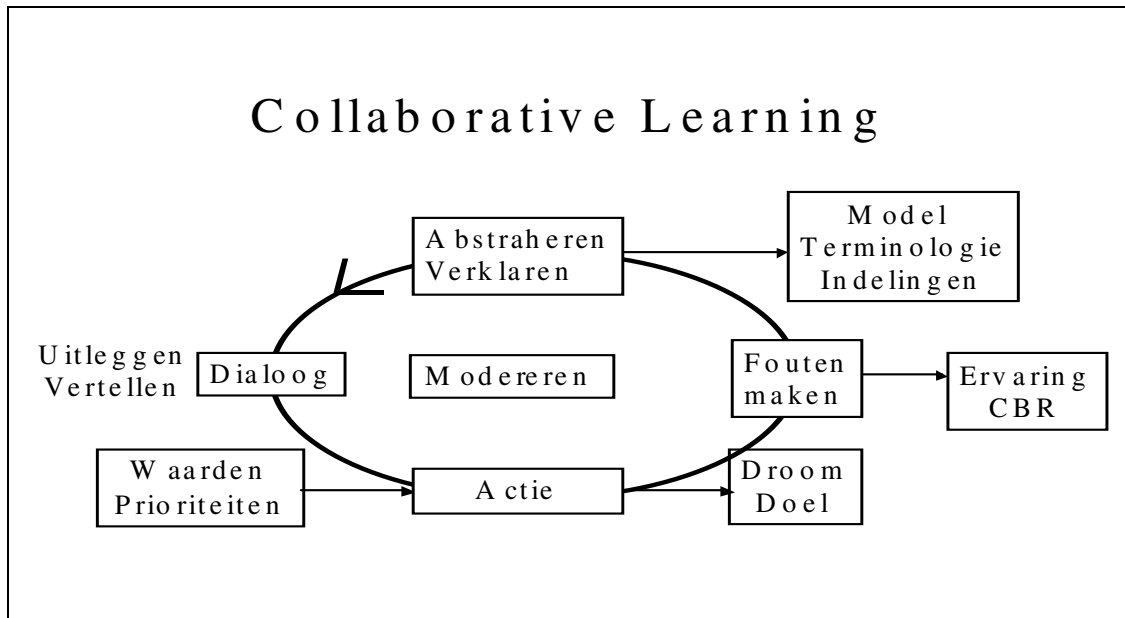 Collaborative Learning
Abstraheren
Verklaren
Model
Terminologie
Indelingen
Uitleggen
Vertellen
Dialoog
Modereren
Fouten
maken
Ervaring
CBR
Waarden
Prioriteiten
Actie
Droom
Doel